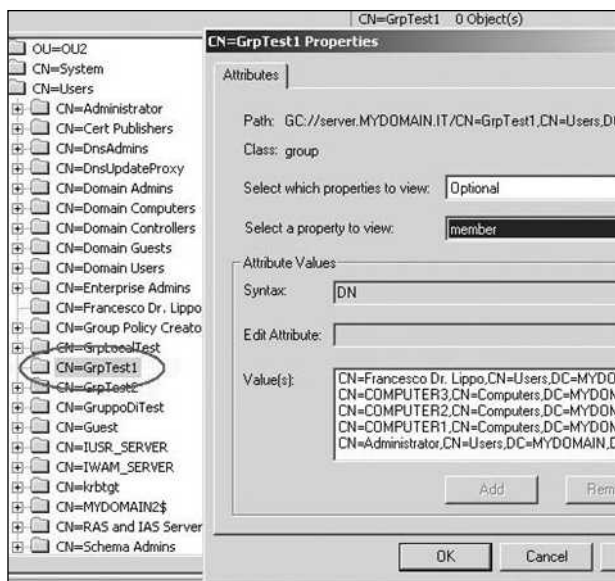 CN=GrpTest1 0 Object(s)
OU=OU2
CN=System
CN=Users
CN=Administrator
CN=Cert Publishers
CN=DnsAdmins
CN=DnsUpdateProxy
CN=Domain Admins
CN=Domain Computers
CN=Domain Controllers
CN=Domain Guests
CN=Domain Users
CN=Enterprise Admins
CN=Francesco Dr. Lippo
CN=Group Policy Creato
CN=GrpLocalTest
CN=GrpTest1
CN=GrpTest2
CN=GruppoDiTest
CN=Guest
CN=IUSR_SERVER
CN=IWAM_SERVER
CN=krbtgt
CN=MYDOMAIN2$
CN=RAS and IAS Server
CN=Schema Admins
CN=GrpTest1 Properties
Attributes
Path: GC://server.MYDOMAIN.IT/CN=GrpTest1,CN=Users,D
Class: group
Select which properties to view: Optional
Select a property to view: member
Attribute Values
Syntax: DN
Edit Attribute:
Value(s): CN=Francesco Dr. Lippo,CN=Users,DC=MYDO
CN=COMPUTER3,CN=Computers,DC=MYDOM
CN=COMPUTER2,CN=Computers,DC=MYDOM
CN=COMPUTER1,CN=Computers,DC=MYDOM
CN=Administrator,CN=Users,DC=MYDOMAIN,D
Add Rem
OK Cancel